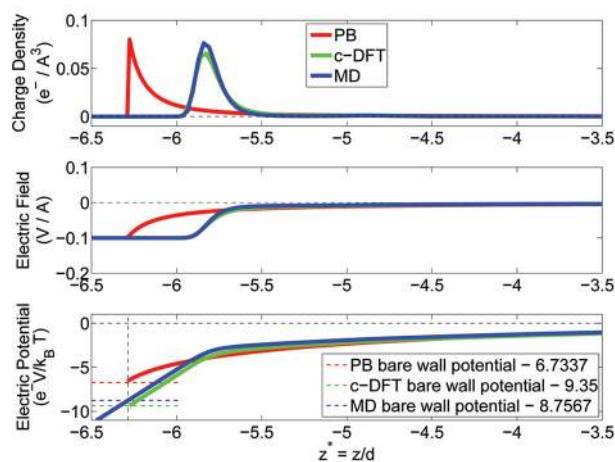 Charge Density
(e⁻ / A³)
0.1
0.05
0
PB
c−DFT
MD
−6.5 −6 −5.5 −5 −4.5 −4 −3.5
Electric Field
(V / A)
0.1
0
−0.1
−0.2
−6.5 −6 −5.5 −5 −4.5 −4 −3.5
Electric Potential
(e V/k_B T)
0
−5
−10
PB bare wall potential − 6.7337
c−DFT bare wall potential − 9.35
MD bare wall potential − 8.7567
−6.5 −6 −5.5 −5 −4.5 −4 −3.5
z* = z/d